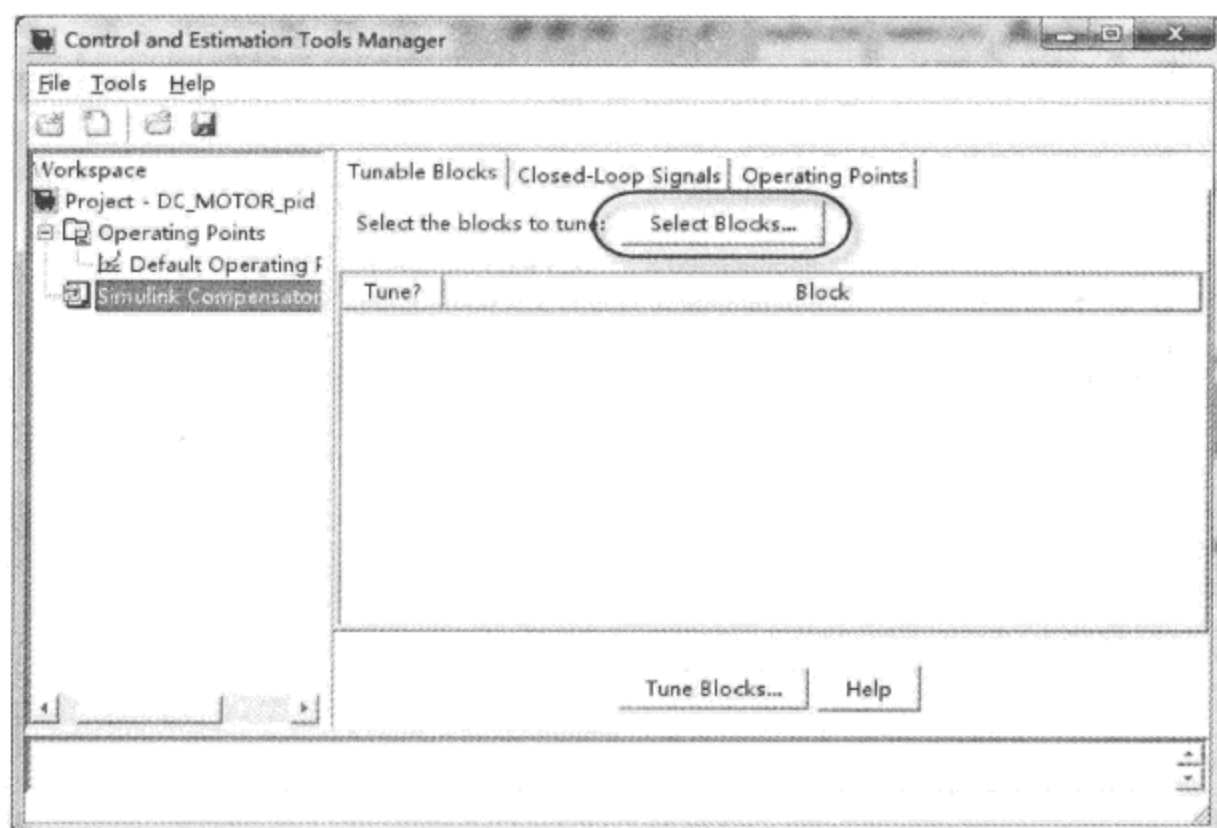 Control and Estimation Tools Manager
File Tools Help
Workspace
Project - DC_MOTOR_pid
Operating Points
Default Operating
Simulink Compensator
Tunable Blocks Closed-Loop Signals Operating Points
Select the blocks to tune: Select Blocks...
Tune? Block
Tune Blocks... Help